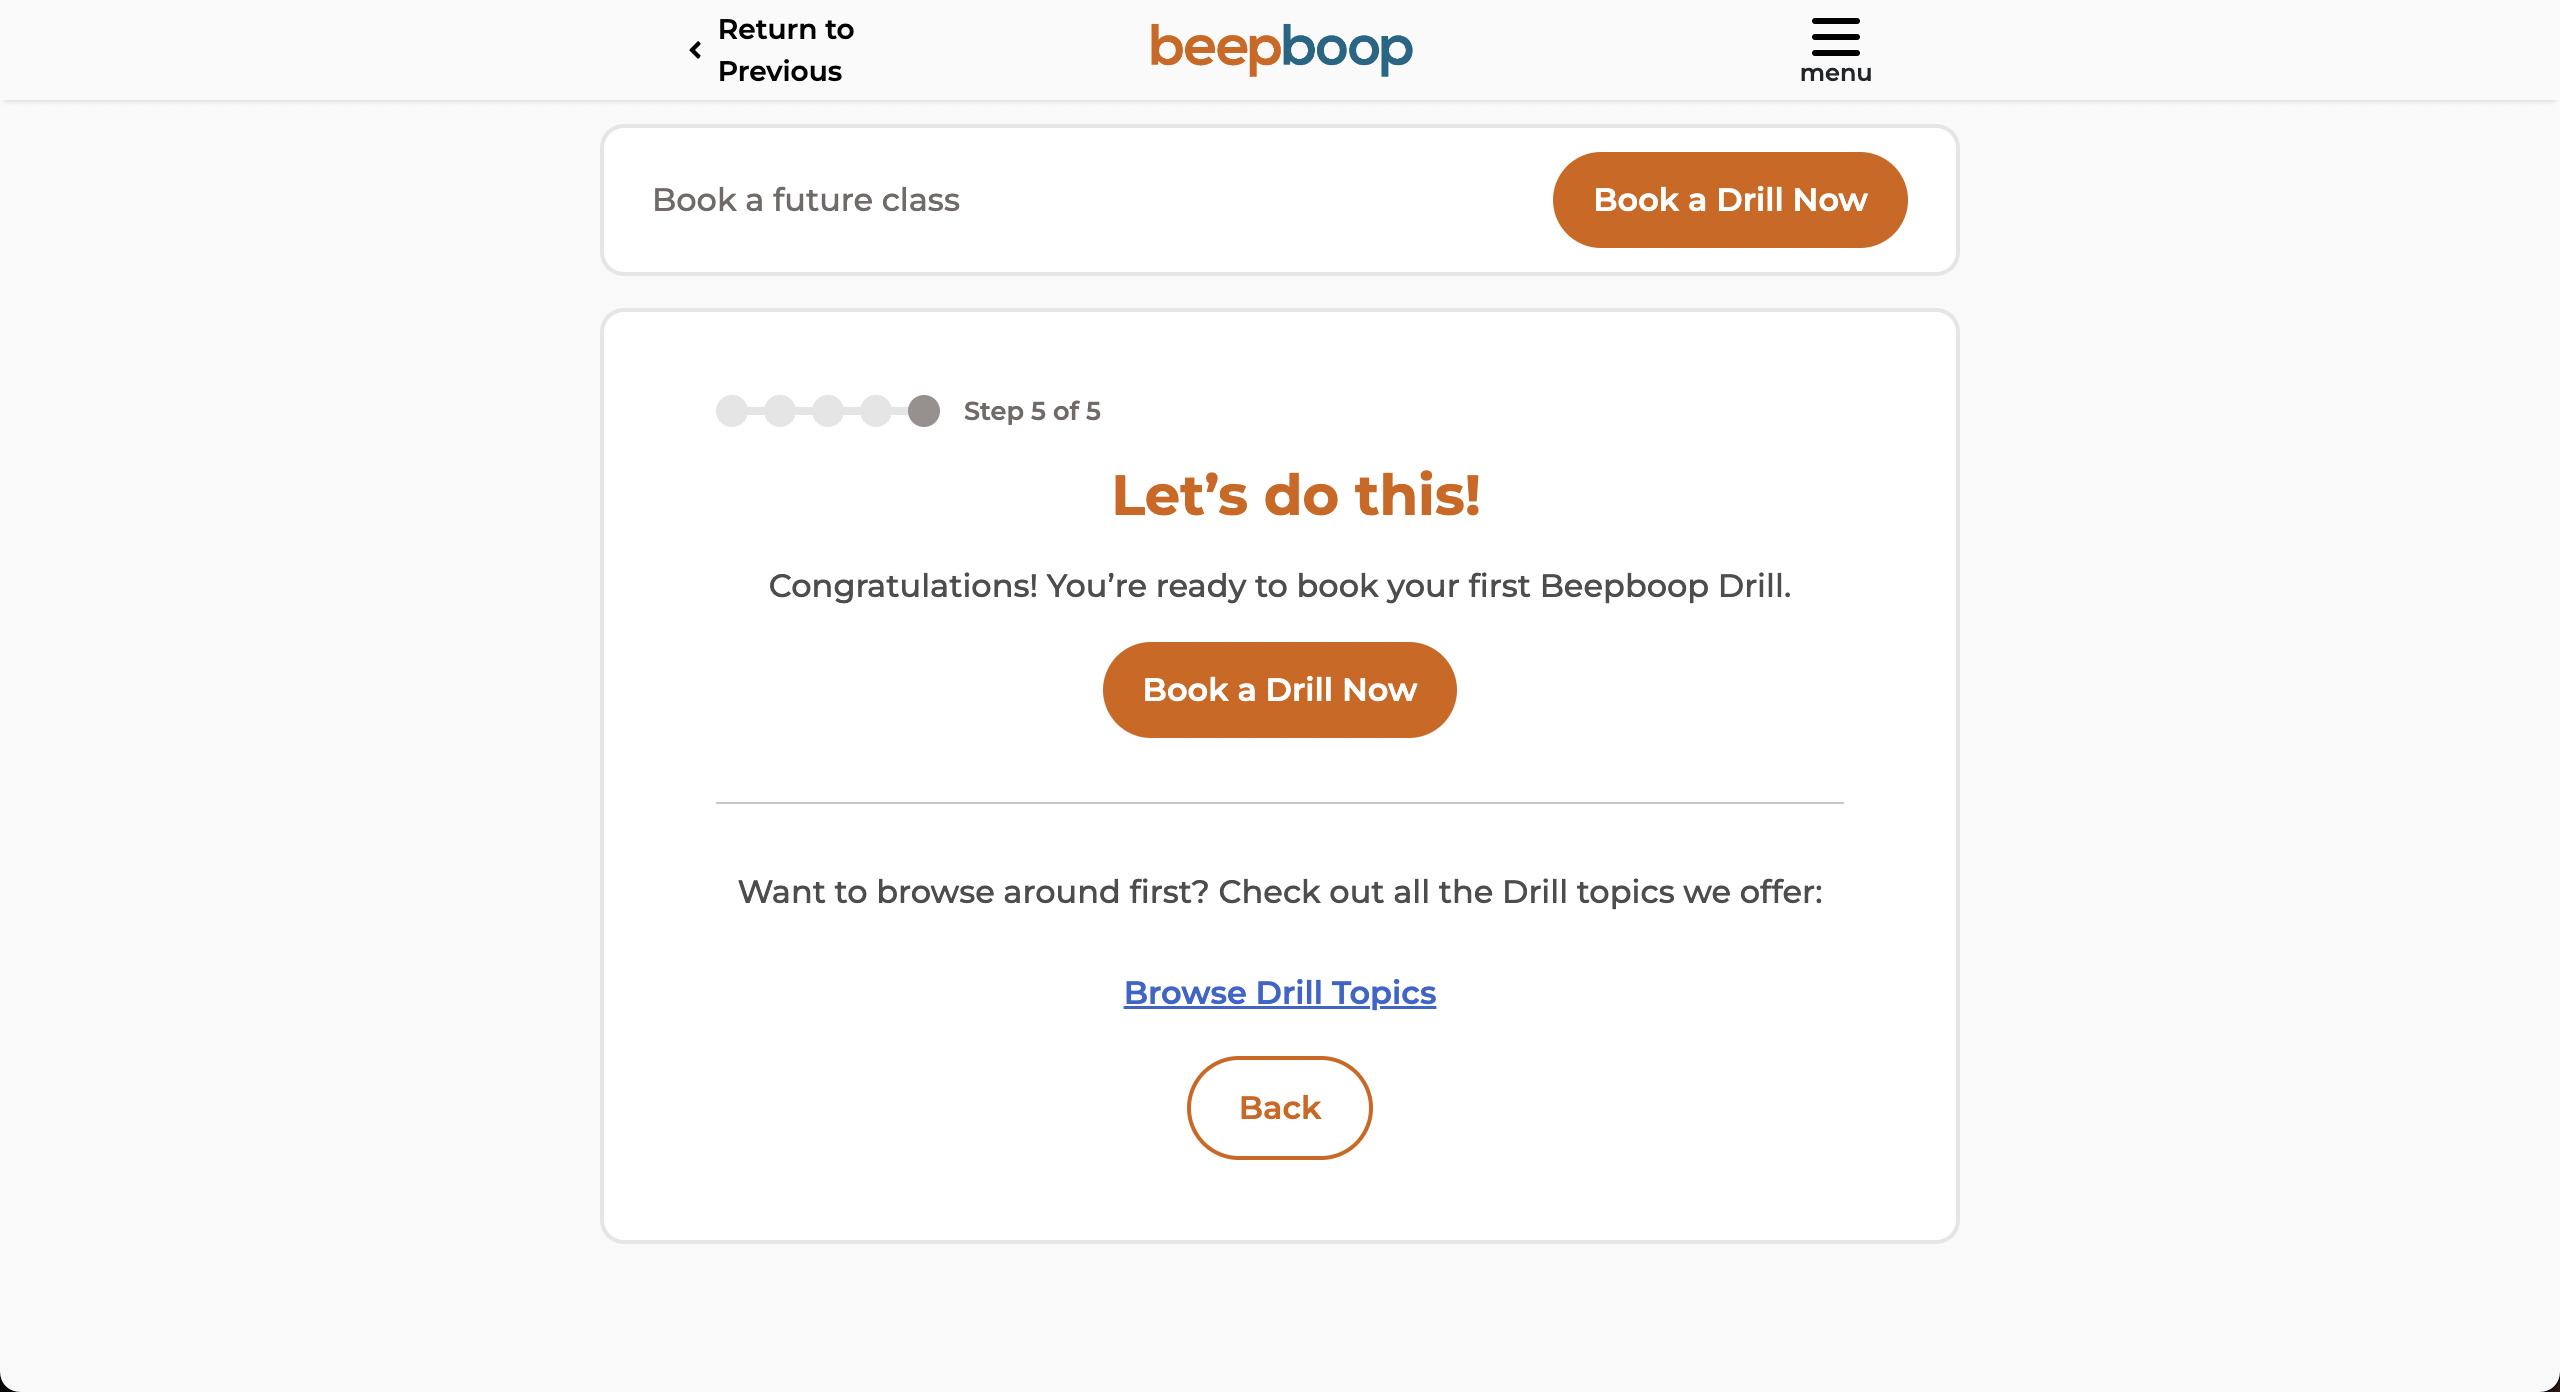 Return to
Previous
beepboop
menu
Book a future class
Book a Drill Now
Step 5 of 5
Let’s do this!
Congratulations! You’re ready to book your first Beepboop Drill.
Book a Drill Now
Want to browse around first? Check out all the Drill topics we offer:
Browse Drill Topics
Back